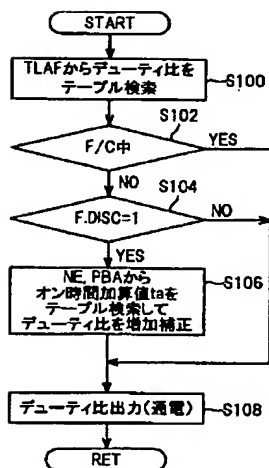 START
TLAFからデューティ比を
テーブル検索
S100
S102
F/C中
YES
NO
S104
F.DISC=1
NO
YES
NE, PBAから
オン時間加算値taを
テーブル検索して
デューティ比を増加補正
S106
デューティ比出力(通電)
S108
RET